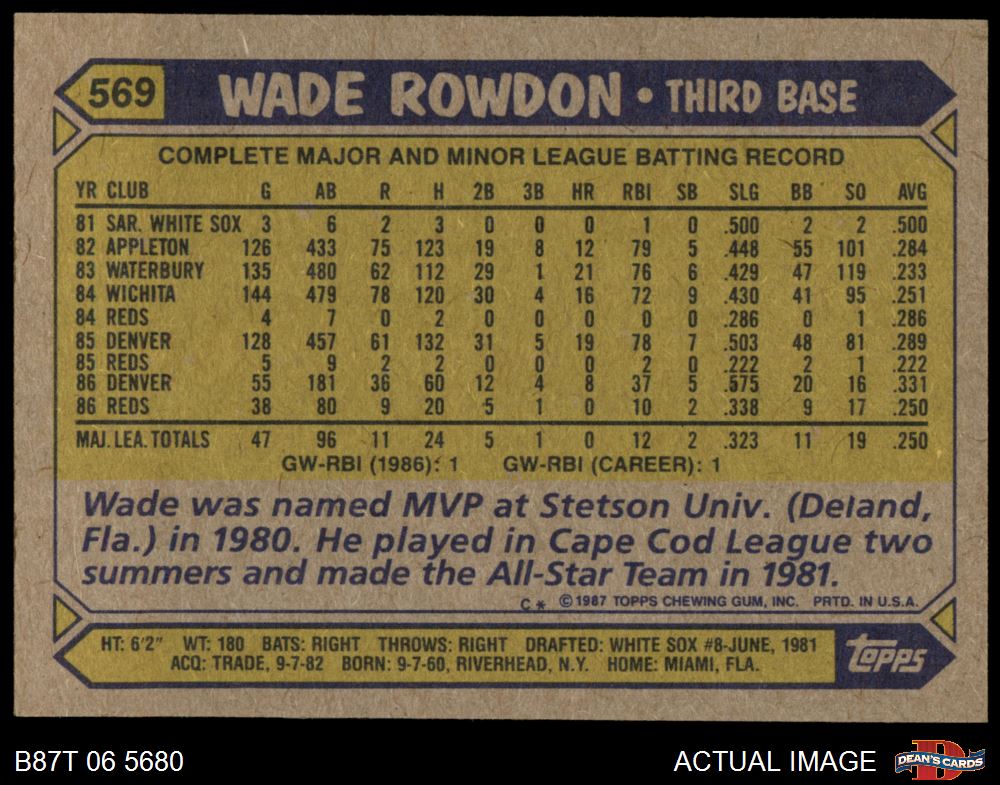 569 WADE ROWDON • THIRD BASE
COMPLETE MAJOR AND MINOR LEAGUE BATTING RECORD
YR CLUB G AB R H 2B 3B HR RBI SB SLG BB SO AVG
81 SAR. WHITE SOX 3 6 2 3 0 0 0 1 0 .500 2 2 .500
82 APPLETON 126 433 75 123 19 8 12 79 5 .448 55 101 .284
83 WATERBURY 135 480 62 112 29 1 21 76 6 .429 47 119 .233
84 WICHITA 144 479 78 120 30 4 16 72 9 .430 41 95 .251
84 REDS 4 7 0 2 0 0 0 0 0 .286 0 1 .286
85 DENVER 128 457 61 132 31 5 19 78 7 .503 48 81 .289
85 REDS 5 9 2 2 0 0 0 2 0 .222 2 1 .222
86 DENVER 55 181 36 60 12 4 8 37 5 .575 20 16 .331
86 REDS 38 80 9 20 5 1 0 10 2 .338 9 17 .250
MAJ. LEA. TOTALS 47 96 11 24 5 1 0 12 2 .323 11 19 .250
GW-RBI (1986): 1 GW-RBI (CAREER): 1
Wade was named MVP at Stetson Univ. (Deland,
Fla.) in 1980. He played in Cape Cod League two
summers and made the All-Star Team in 1981.
C* ©1987 TOPPS CHEWING GUM, INC. PRTD. IN U.S.A.
HT: 6'2" WT: 180 BATS: RIGHT THROWS: RIGHT DRAFTED: WHITE SOX #8-JUNE, 1981
ACQ: TRADE, 9-7-82 BORN: 9-7-60, RIVERHEAD, N.Y. HOME: MIAMI, FLA.
Topps
B87T 06 5680
ACTUAL IMAGE
D
DEAN'S CARDS